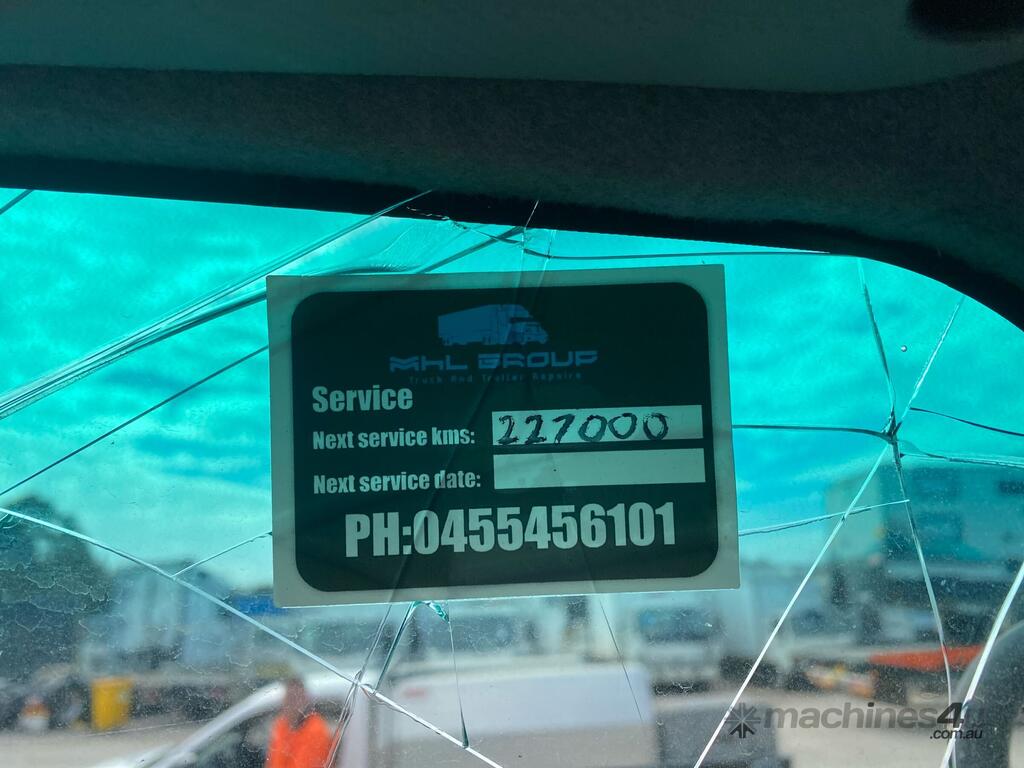 MHL GROUP
Truck And Trailer Repairs
Service
Next service kms: 227000
Next service date:
PH:0455456101
machines4u
.com.au